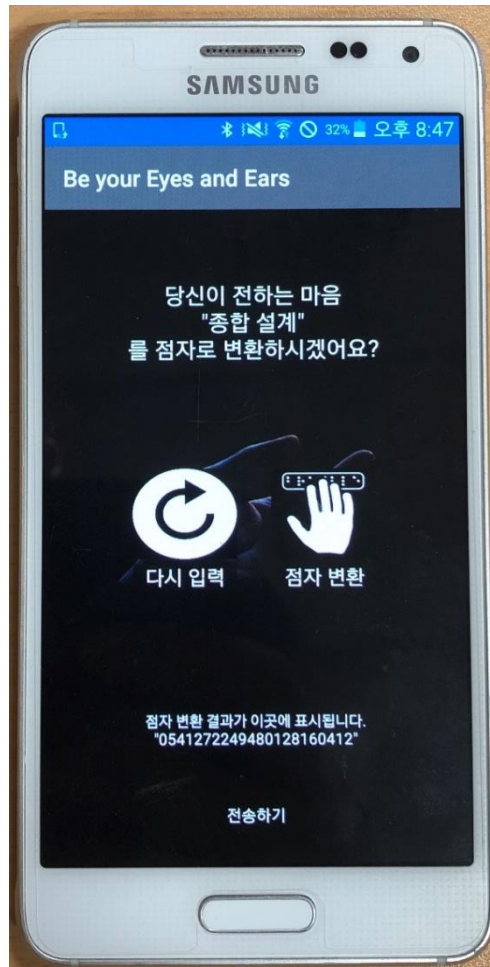 SAMSUNG
32% 오후 8:47
Be your Eyes and Ears
당신이 전하는 마음
"종합 설계"
를 점자로 변환하시겠어요?
다시 입력 점자 변환
점자 변환 결과가 이곳에 표시됩니다.
"0541272249480128160412"
전송하기